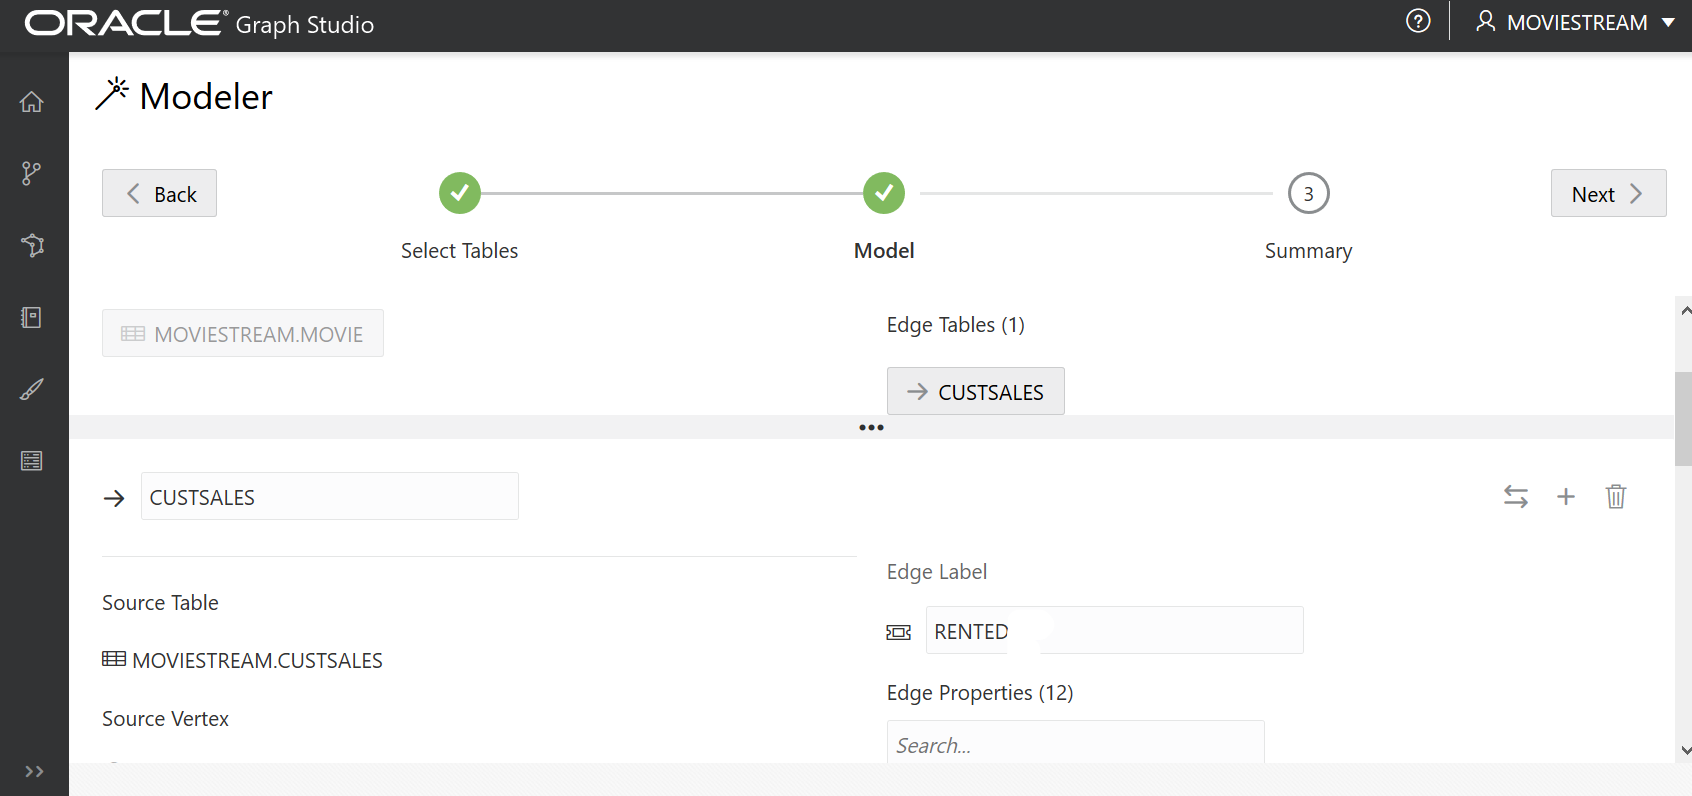 ORACLE® Graph Studio
MOVIESTREAM
Modeler
Back
3
Next
Select Tables
Model
Summary
MOVIESTREAM.MOVIE
Edge Tables (1)
CUSTSALES
CUSTSALES
Edge Label
Source Table
RENTED
MOVIESTREAM.CUSTSALES
Edge Properties (12)
Source Vertex
Search...